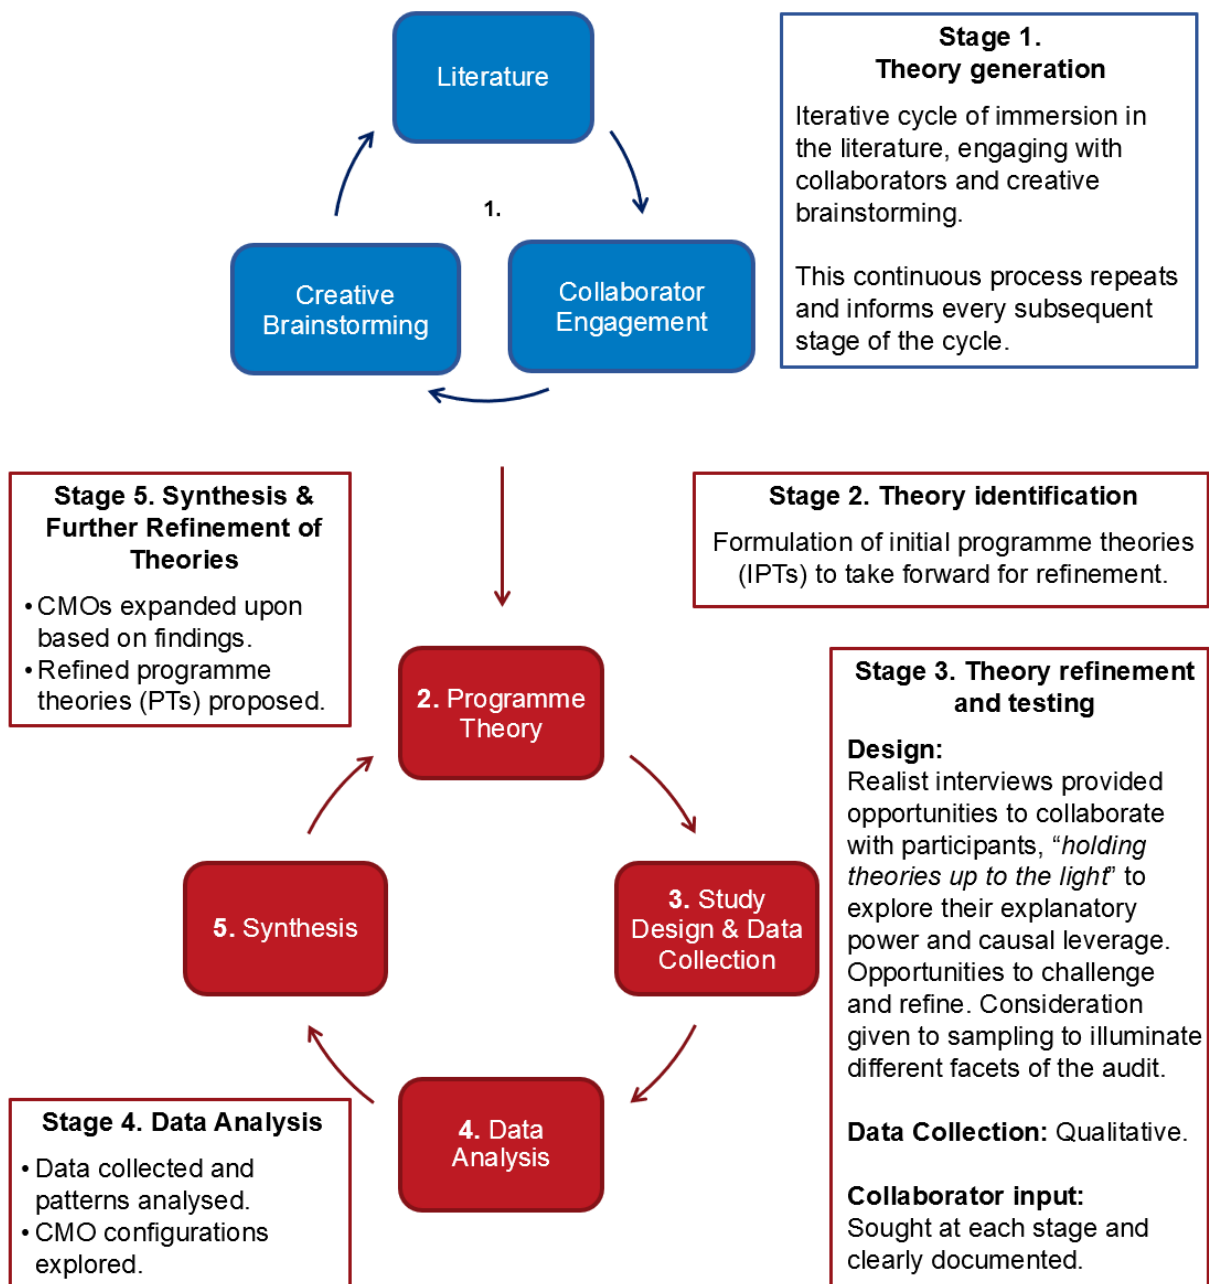 Literature
1.
Creative
Brainstorming
Collaborator
Engagement
Stage 1.
Theory generation
Iterative cycle of immersion in
the literature, engaging with
collaborators and creative
brainstorming.
This continuous process repeats
and informs every subsequent
stage of the cycle.
Stage 5. Synthesis &
Further Refinement of
Theories
• CMOs expanded upon
based on findings.
• Refined programme
theories (PTs) proposed.
Stage 2. Theory identification
Formulation of initial programme theories
(IPTs) to take forward for refinement.
2. Programme
Theory
3. Study
Design & Data
Collection
4. Data
Analysis
5. Synthesis
Stage 3. Theory refinement
and testing
Design:
Realist interviews provided
opportunities to collaborate
with participants, “holding
theories up to the light” to
explore their explanatory
power and causal leverage.
Opportunities to challenge
and refine. Consideration
given to sampling to illuminate
different facets of the audit.
Data Collection: Qualitative.
Collaborator input:
Sought at each stage and
clearly documented.
Stage 4. Data Analysis
• Data collected and
patterns analysed.
• CMO configurations
explored.